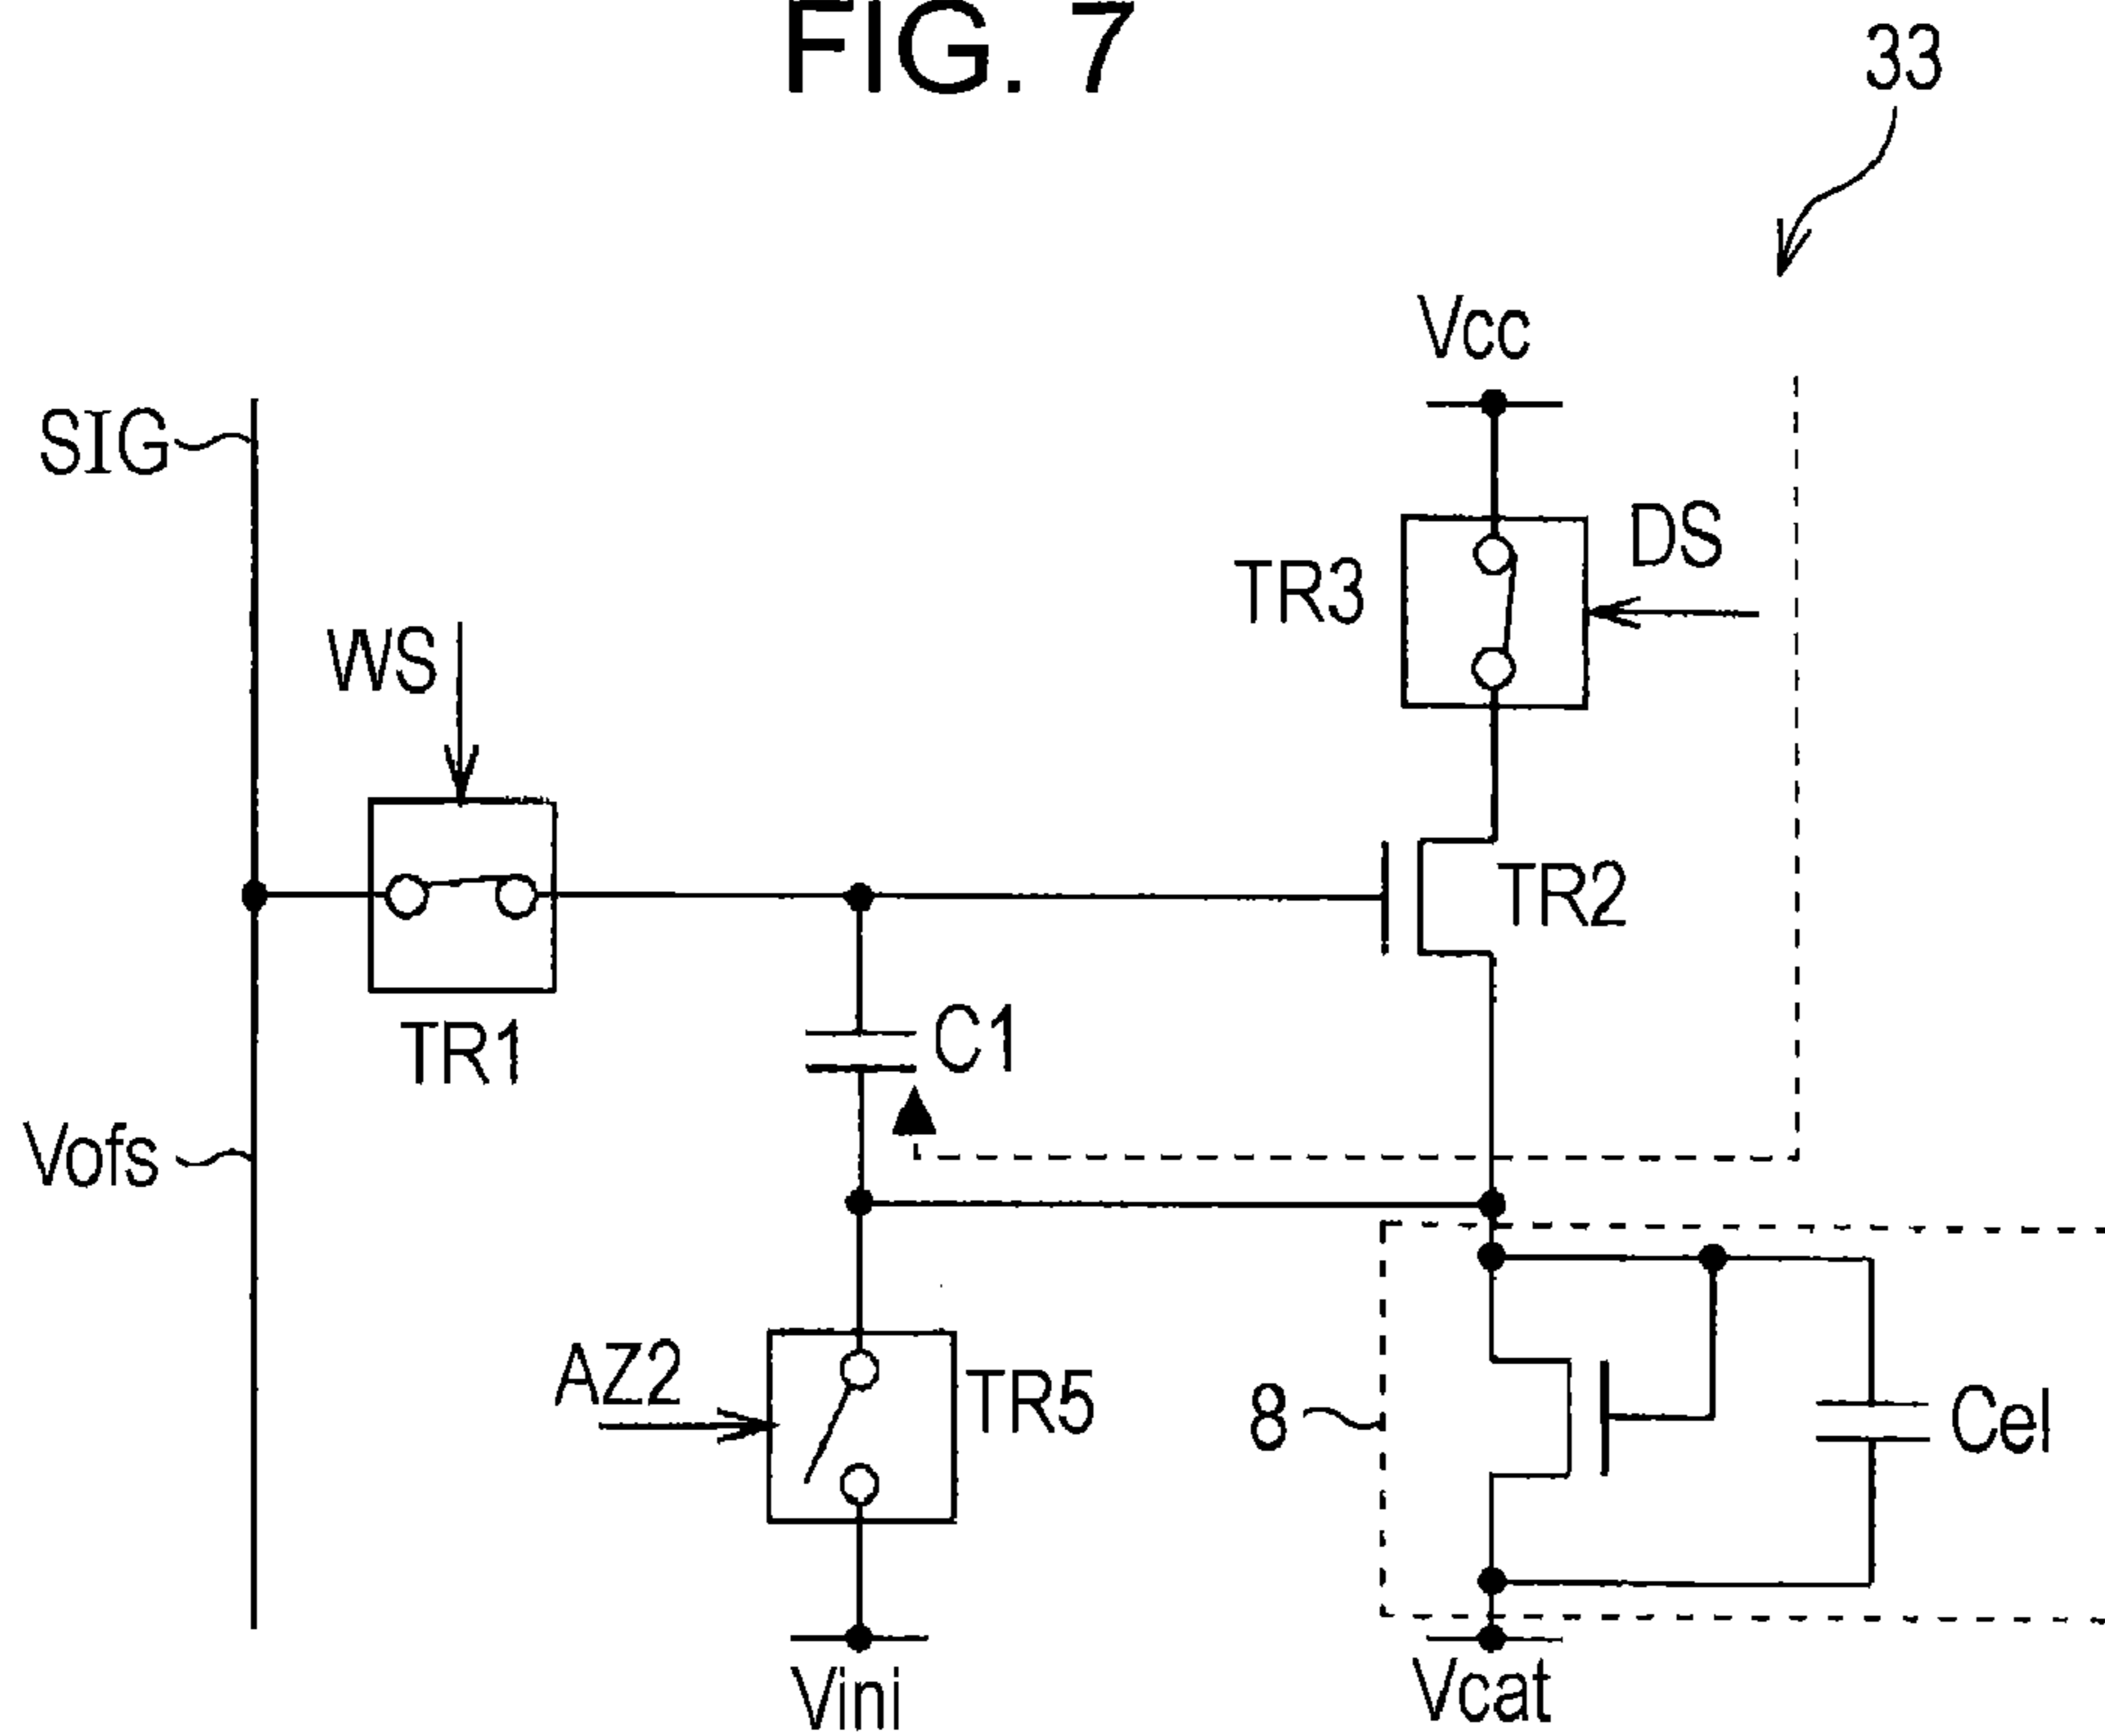 FIG. 7
33
Vcc
SIG
DS
TR3
WS
TR2
C1
TR1
Vofs
AZ2
TR5
8
Cel
Vini
Vcat